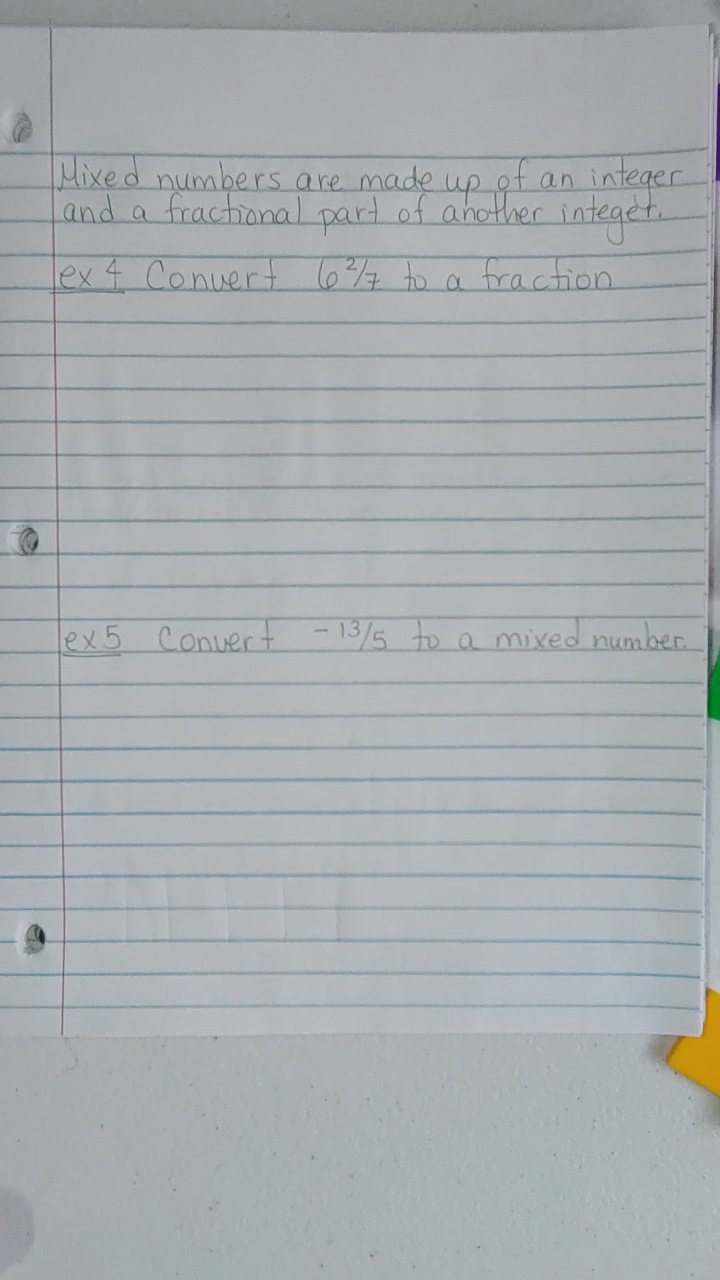 Mixed numbers are made up of an integer
and a fractional part of another integer.
ex 4 Convert 6 2/7 to a fraction
ex 5 Convert -13/5 to a mixed number.